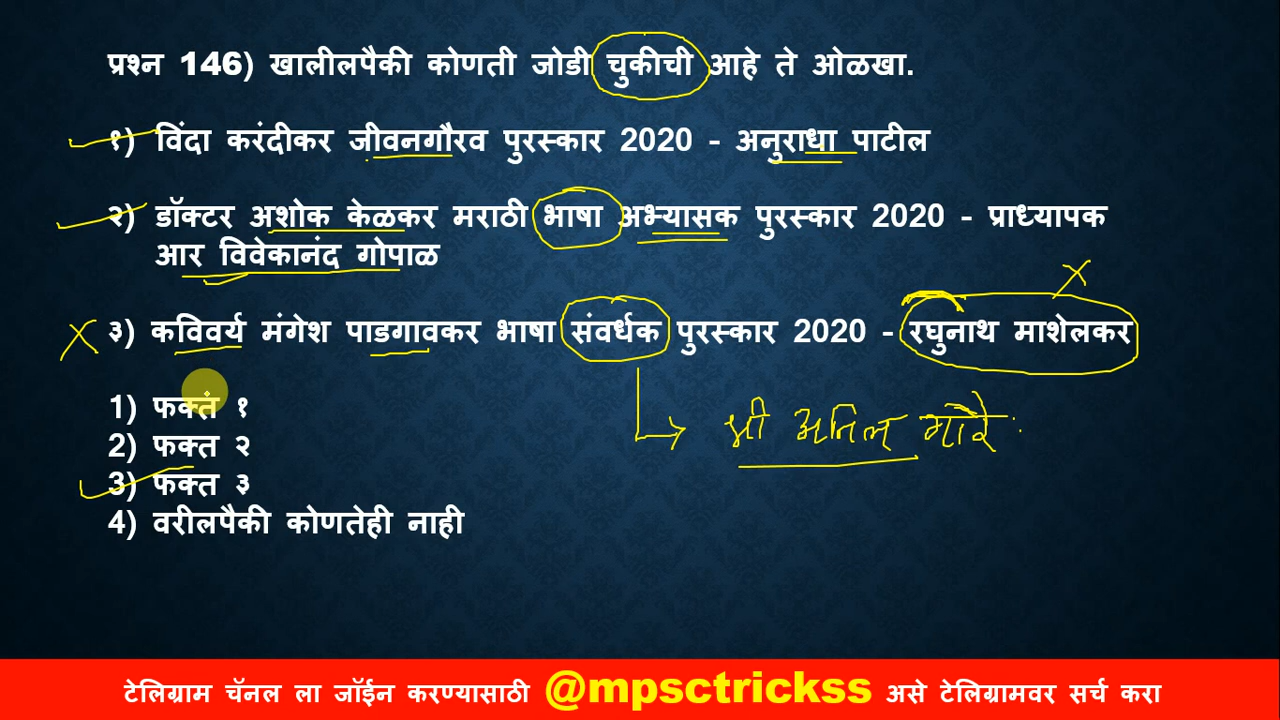 प्रश्न 146) खालीलपैकी कोणती जोडी चुकीची आहे ते ओळखा.
१) विंदा करंदीकर जीवनगौरव पुरस्कार 2020 - अनुराधा पाटील
२) डॉक्टर अशोक केळकर मराठी भाषा अभ्यासक पुरस्कार 2020 - प्राध्यापक
आर विवेकानंद गोपाळ
३) कविवर्य मंगेश पाडगावकर भाषा संवर्धक पुरस्कार 2020 - रघुनाथ माशेलकर
1) फक्त १
श्री अनिल गोरे
2) फक्त २
3) फक्त ३
4) वरीलपैकी कोणतेही नाही
टेलिग्राम चॅनल ला जॉईन करण्यासाठी @mpsctrickss असे टेलिग्रामवर सर्च करा